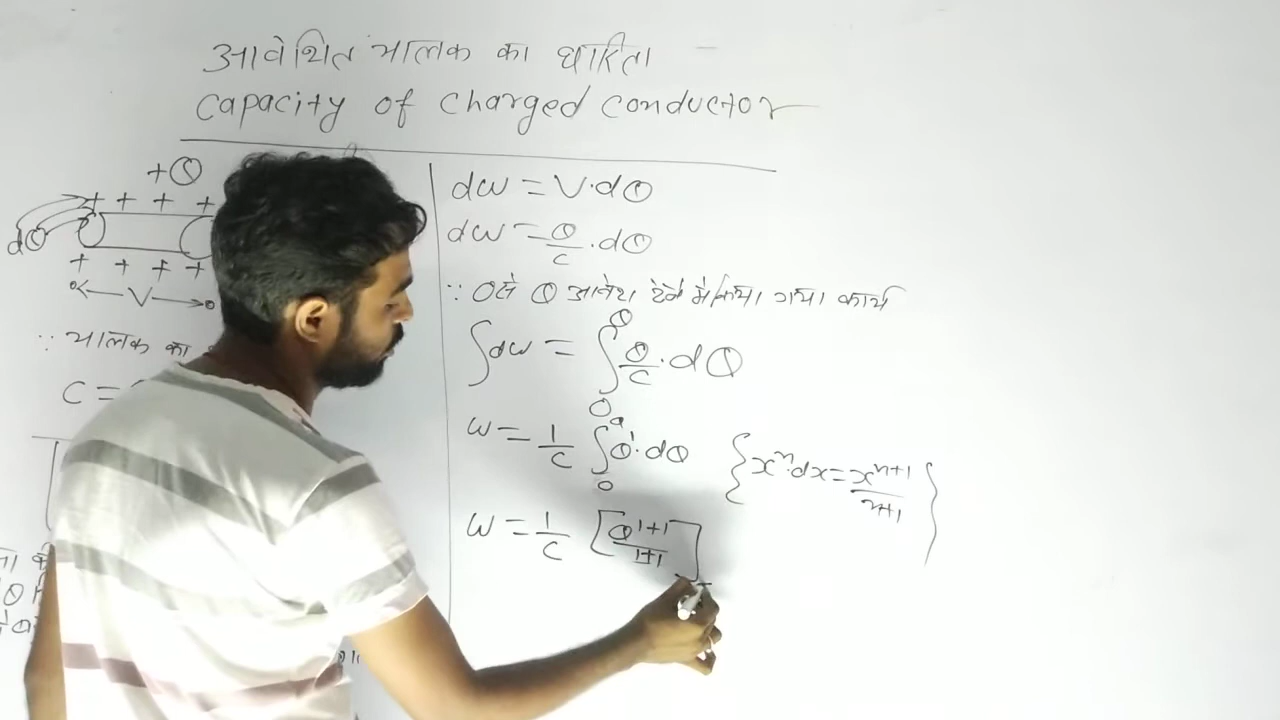 आवेशित चालक का धारिता
Capacity of Charged Conductor
+Q
+ + + +
dQ
+ + + +
V
∵ चालक का
C =
dw = V·dQ
dw = Q/C·dQ
∵ 0 से Q आवेश देने में किया गया कार्य
∫dw = ∫₀^Q Q/C·dQ
w = 1/C ∫₀^Q Q¹·dQ {xⁿ·dx = xⁿ⁺¹/n+1}
w = 1/C [Q¹⁺¹/1+1]